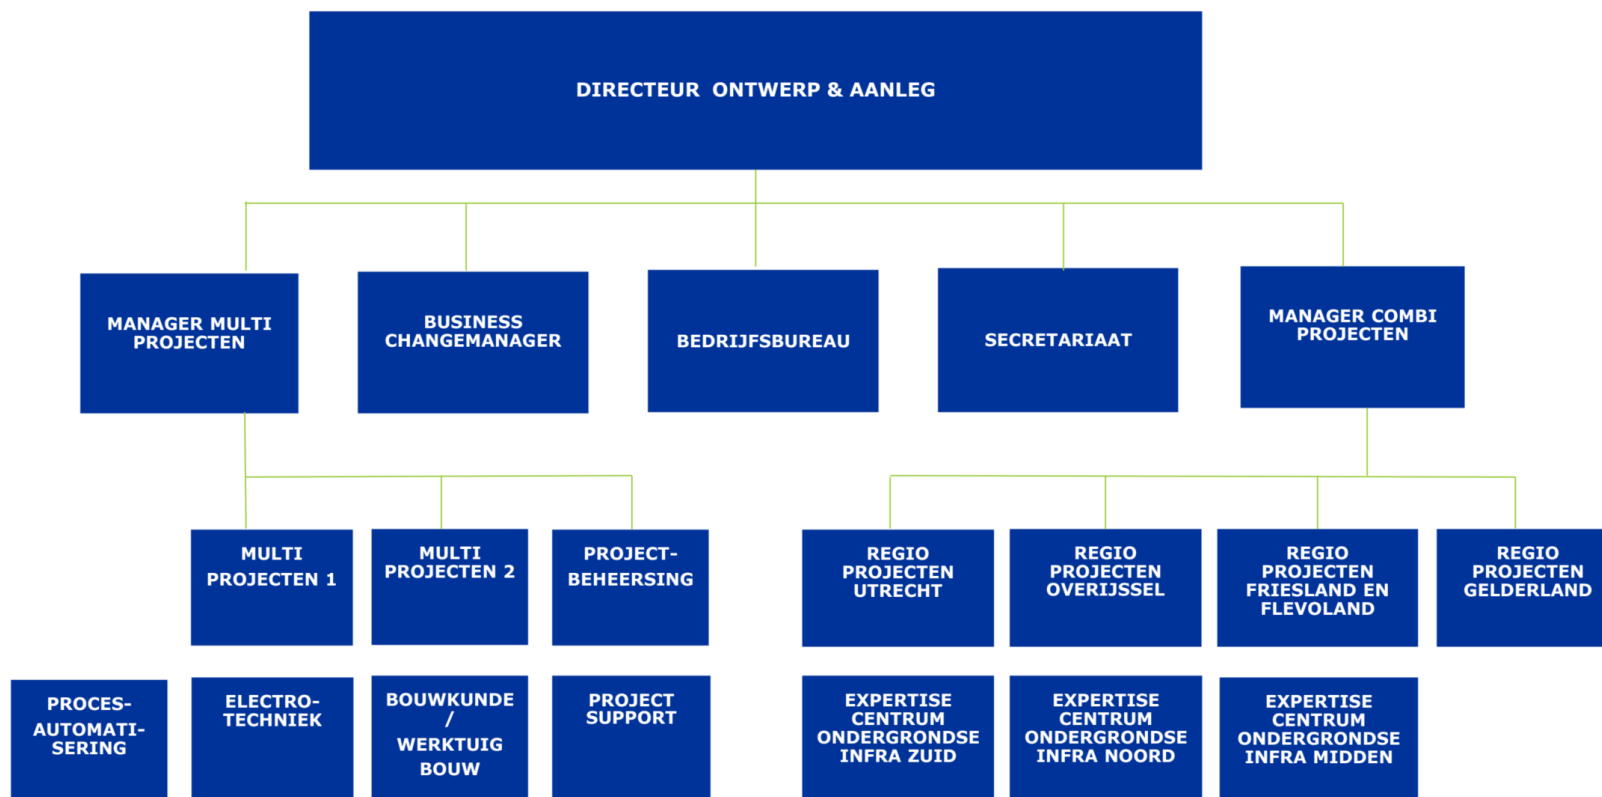 DIRECTEUR ONTWERP & AANLEG
MANAGER MULTI
PROJECTEN
BUSINESS
CHANGEMANAGER
BEDRIJFSBUREAU
SECRETARIAAT
MANAGER COMBI
PROJECTEN
MULTI
PROJECTEN 1
MULTI
PROJECTEN 2
PROJECT-
BEHEERSING
REGIO
PROJECTEN
UTRECHT
REGIO
PROJECTEN
OVERIJSSEL
REGIO
PROJECTEN
FRIESLAND EN
FLEVOLAND
REGIO
PROJECTEN
GELDERLAND
PROCES-
AUTOMATI-
SERING
ELECTRO-
TECHNIEK
BOUWKUNDE
/
WERKTUIG
BOUW
PROJECT
SUPPORT
EXPERTISE
CENTRUM
ONDERGRONDSE
INFRA ZUID
EXPERTISE
CENTRUM
ONDERGRONDSE
INFRA NOORD
EXPERTISE
CENTRUM
ONDERGRONDSE
INFRA MIDDEN